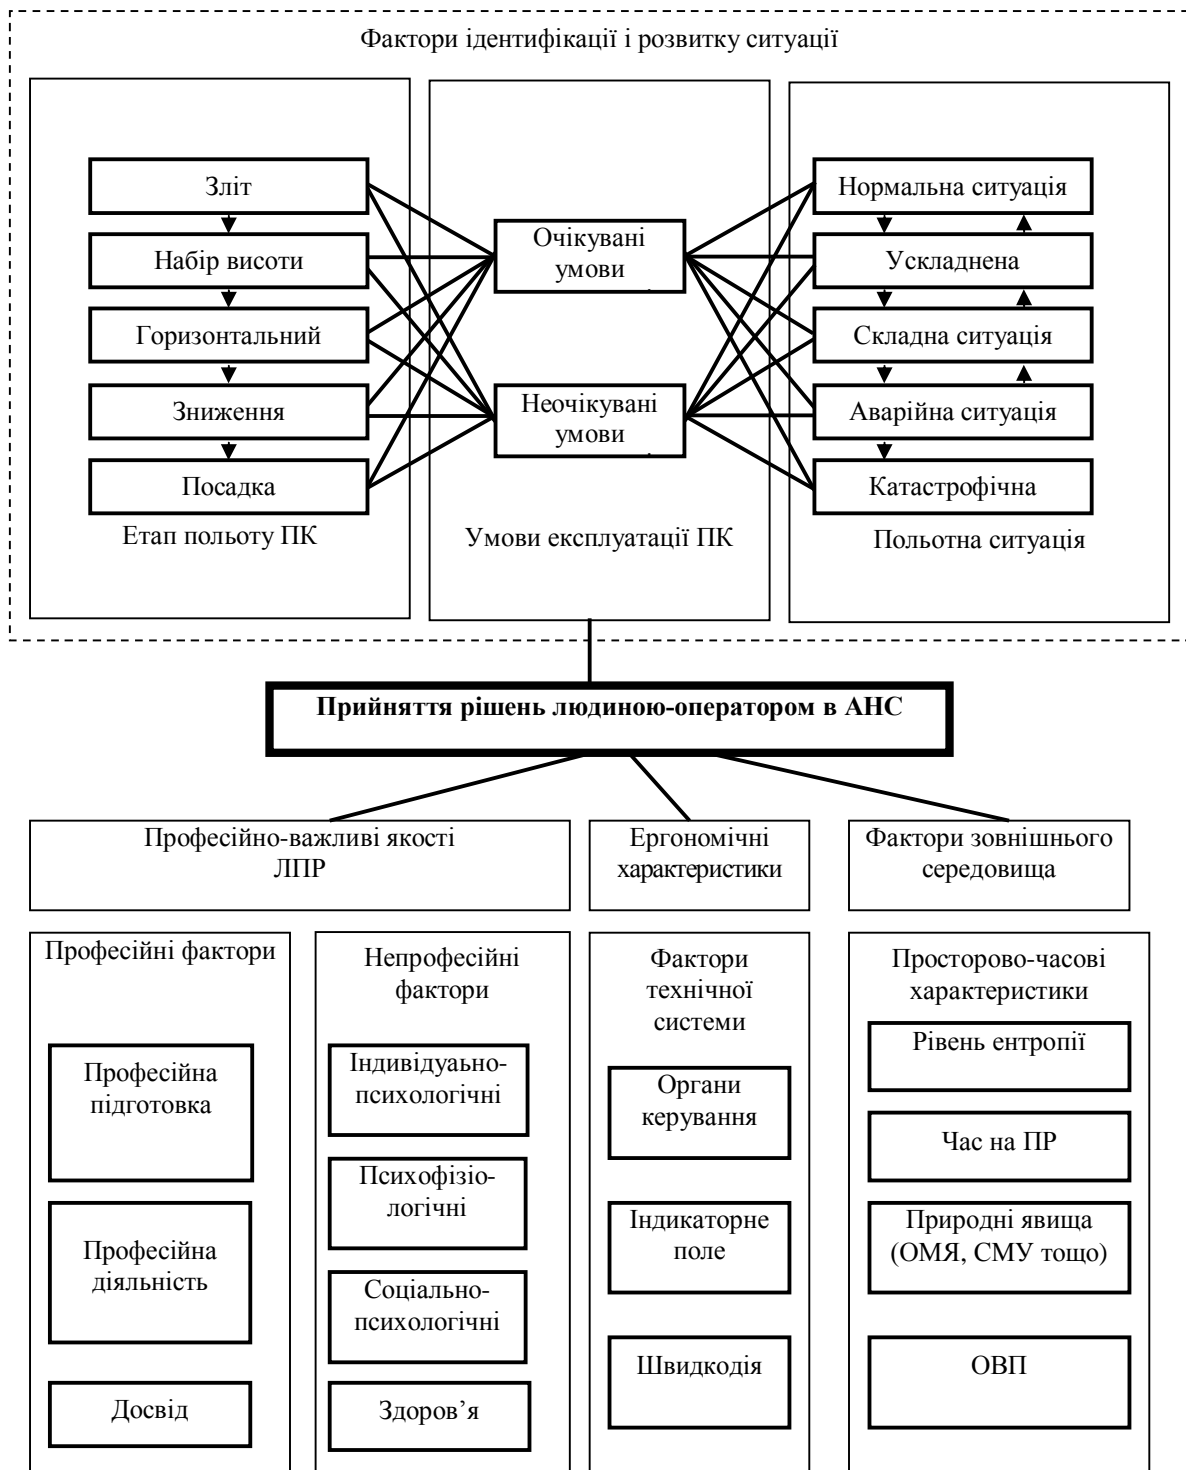 Фактори ідентифікації і розвитку ситуації
Зліт
Набір висоти
Горизонтальний
Зниження
Посадка
Етап польоту ПК
Очікувані
умови
Неочікувані
умови
Умови експлуатації ПК
Нормальна ситуація
Ускладнена
Складна ситуація
Аварійна ситуація
Катастрофічна
Польотна ситуація
Прийняття рішень людиною-оператором в АНС
Професійно-важливі якості
ЛПР
Ергономічні
характеристики
Фактори зовнішнього
середовища
Професійні фактори
Професійна
підготовка
Професійна
діяльність
Досвід
Непрофесійні
фактори
Індивідуаьно-
психологічні
Психофізіо-
логічні
Соціально-
психологічні
Здоров’я
Фактори
технічної
системи
Органи
керування
Індикаторне
поле
Швидкодія
Просторово-часові
характеристики
Рівень ентропії
Час на ПР
Природні явища
(ОМЯ, СМУ тощо)
ОВП